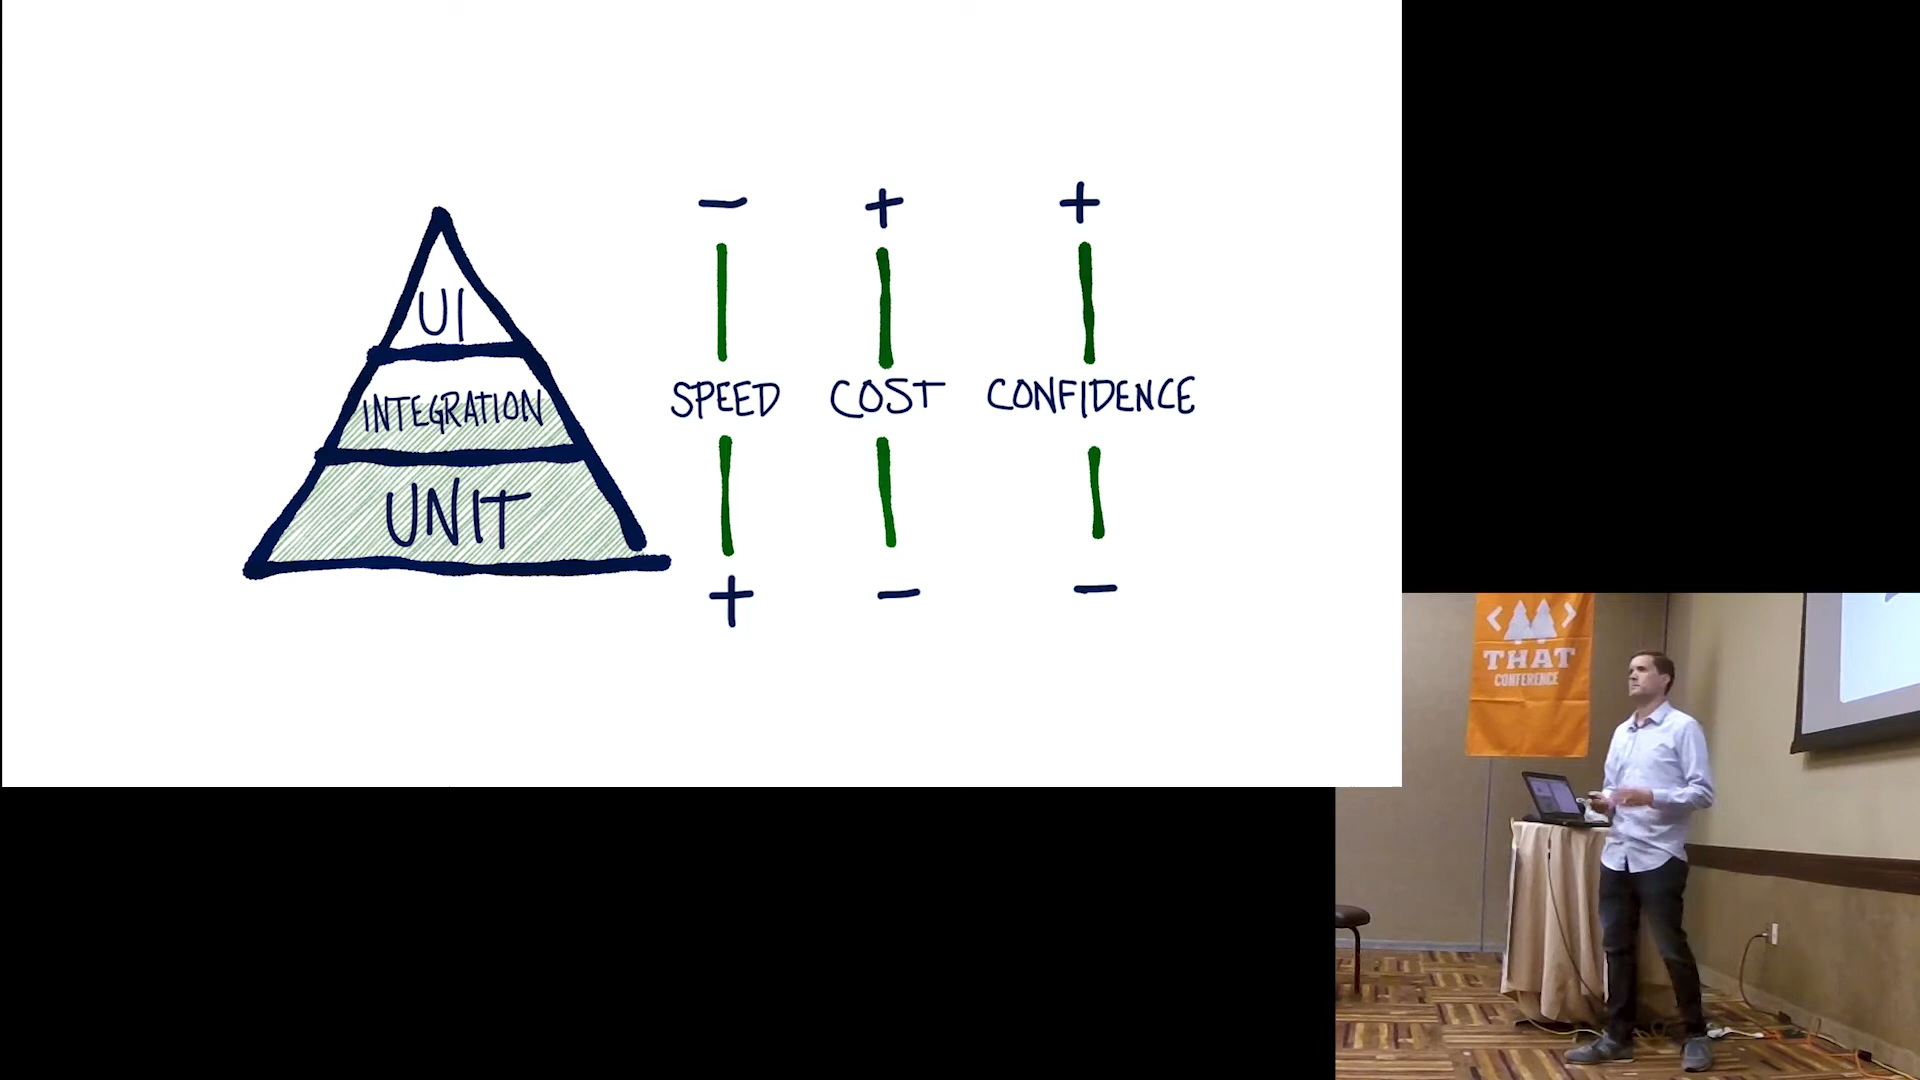 − + +
UI
INTEGRATION
UNIT
SPEED COST CONFIDENCE
+ − −
< >
THAT
CONFERENCE